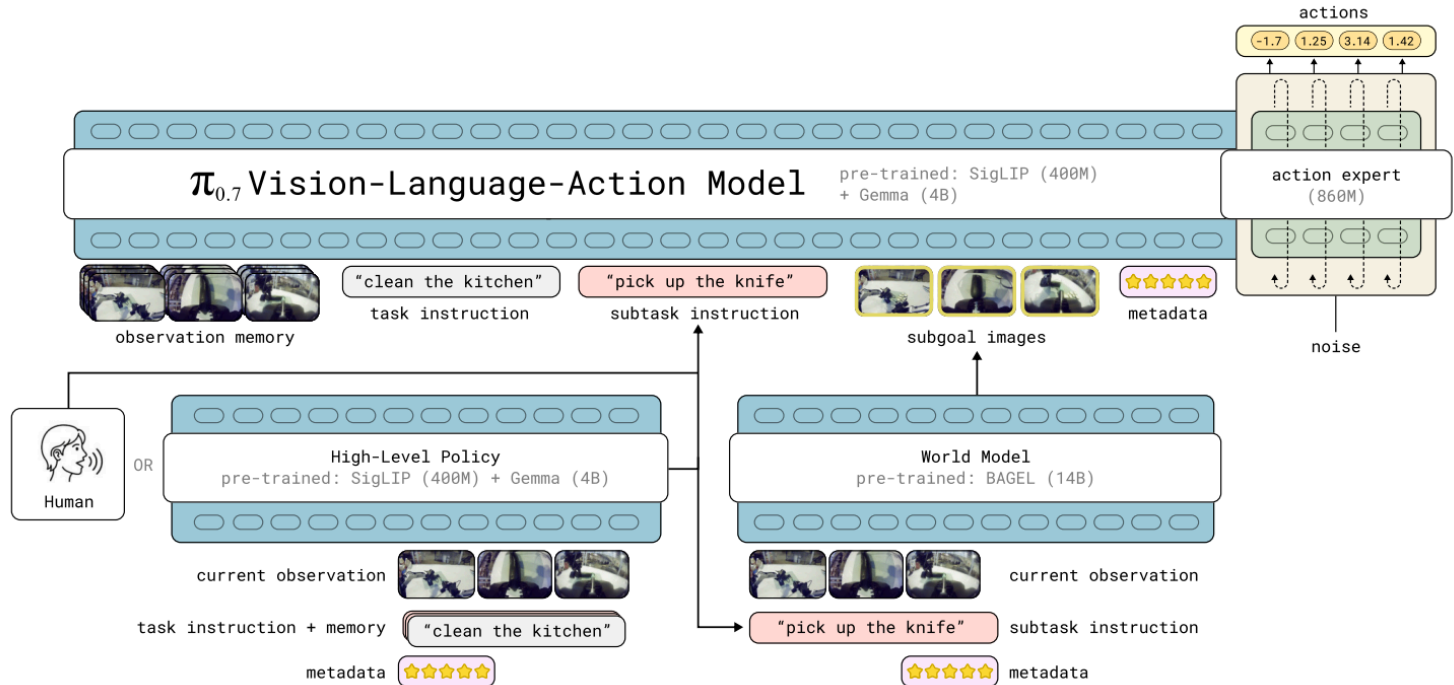 actions
-1.7 1.25 3.14 1.42
π0.7 Vision-Language-Action Model
pre-trained: SigLIP (400M)
+ Gemma (4B)
action expert
(860M)
“clean the kitchen”
task instruction
“pick up the knife”
subtask instruction
observation memory
subgoal images
metadata
noise
Human
OR
High-Level Policy
pre-trained: SigLIP (400M) + Gemma (4B)
World Model
pre-trained: BAGEL (14B)
current observation
task instruction + memory
“clean the kitchen”
metadata
current observation
“pick up the knife”
subtask instruction
metadata